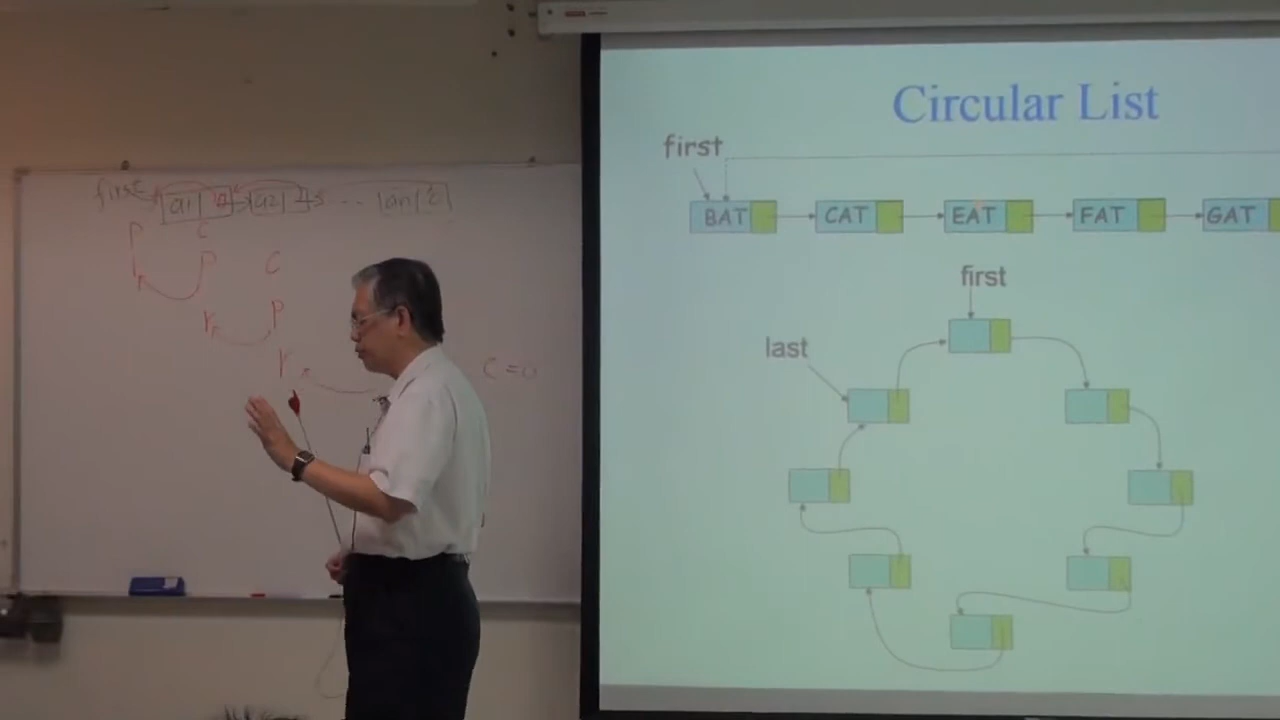 first a1 a2 ... an
p c
p c
r p
r
c = 0
Circular List
first
BAT CAT EAT FAT GAT
first
last